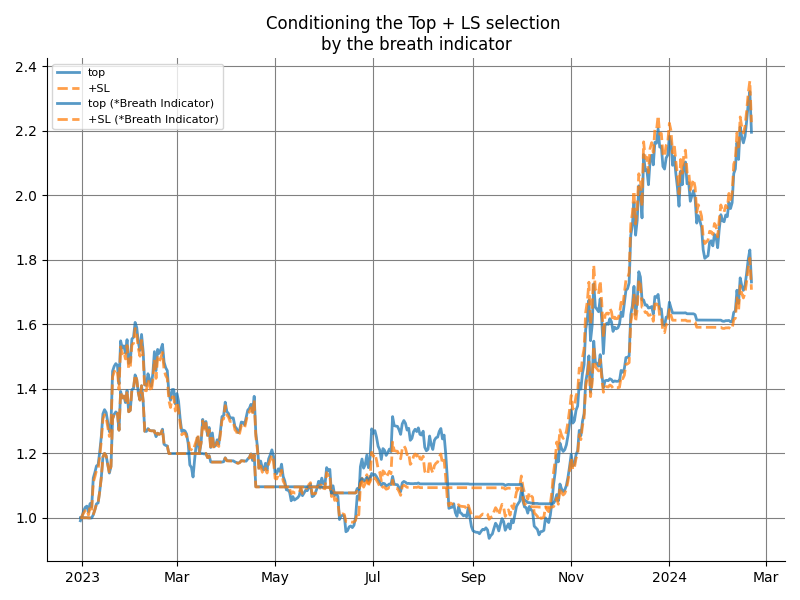 Conditioning the Top + LS selection
by the breath indicator
top
+SL
top (*Breath Indicator)
+SL (*Breath Indicator)
2.4
2.2
2.0
1.8
1.6
1.4
1.2
1.0
2023 Mar May Jul Sep Nov 2024 Mar